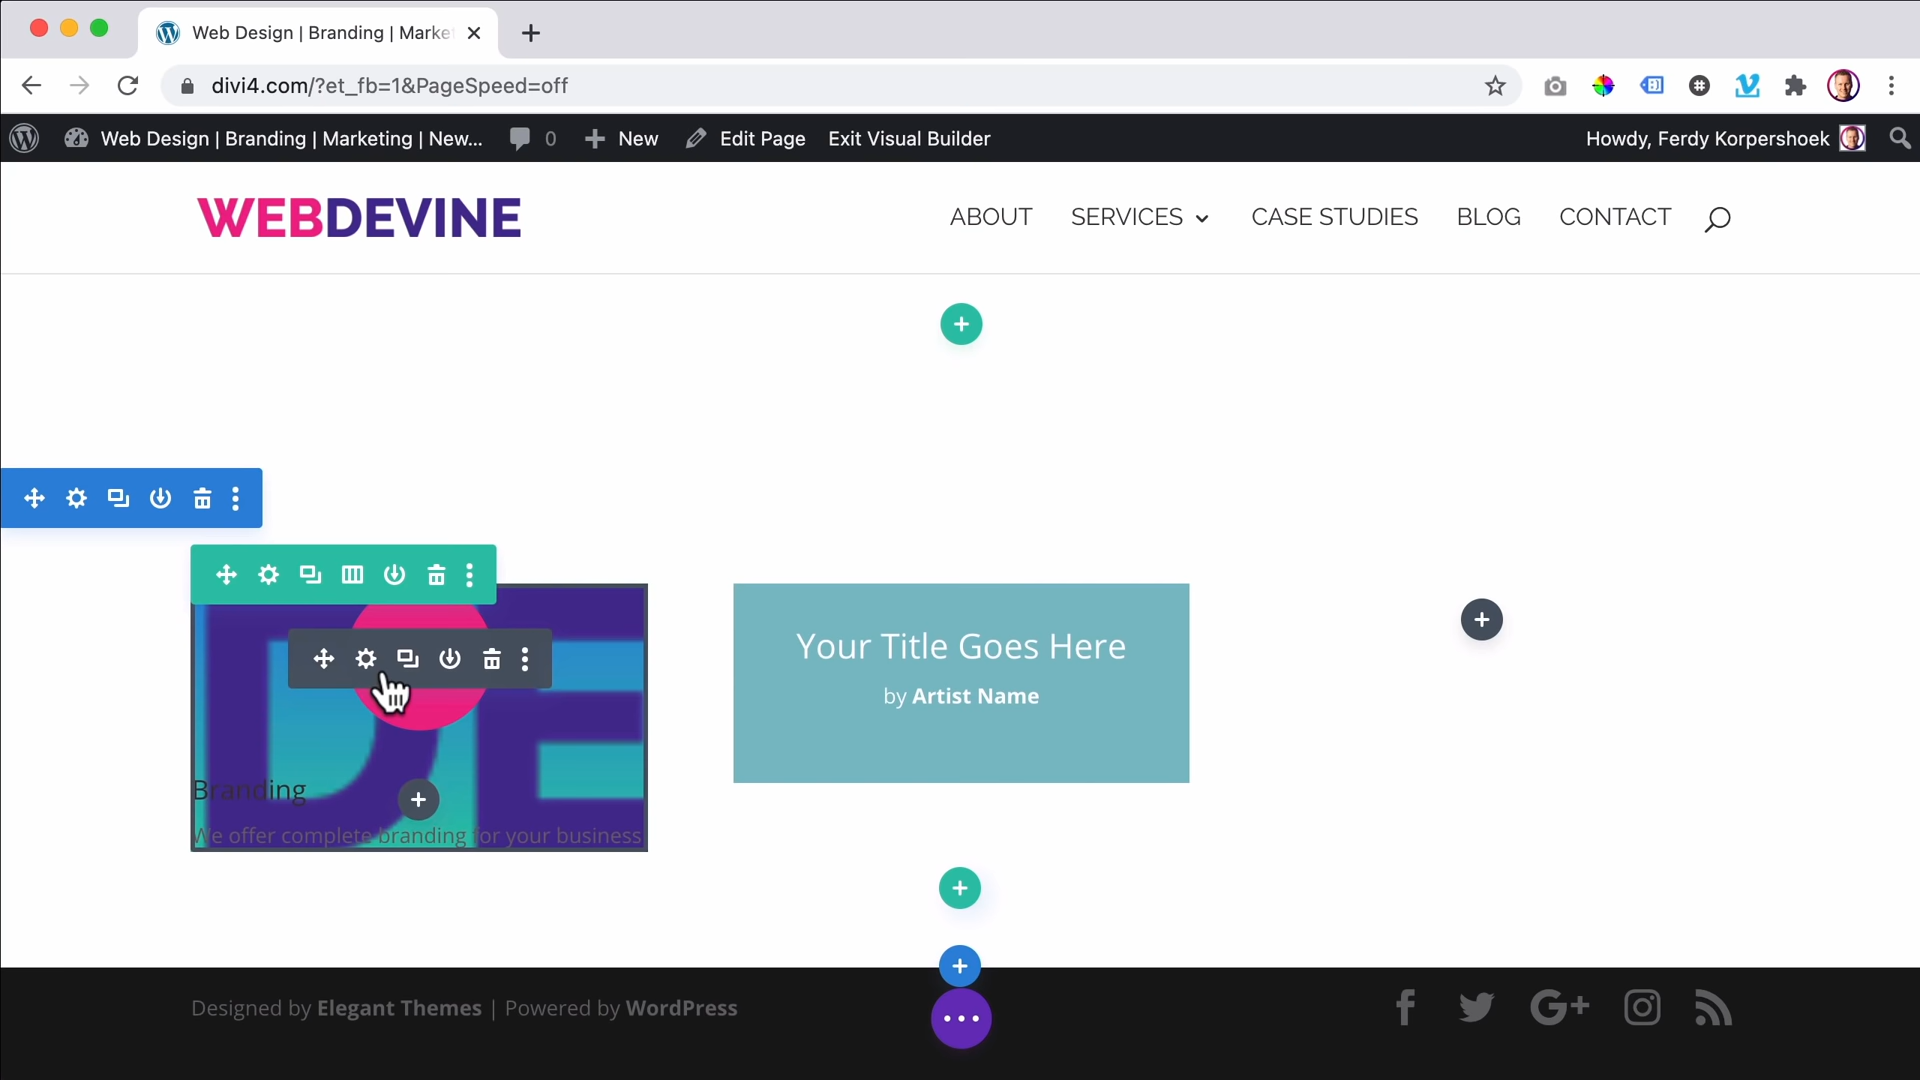 Web Design | Branding | Marke
divi4.com/?et_fb=1&PageSpeed=off
Web Design | Branding | Marketing | New... 0 New Edit Page Exit Visual Builder Howdy, Ferdy Korpershoek
WEBDEVINE ABOUT SERVICES CASE STUDIES BLOG CONTACT
DE
Your Title Goes Here
by Artist Name
Branding
We offer complete branding for your business
Designed by Elegant Themes | Powered by WordPress